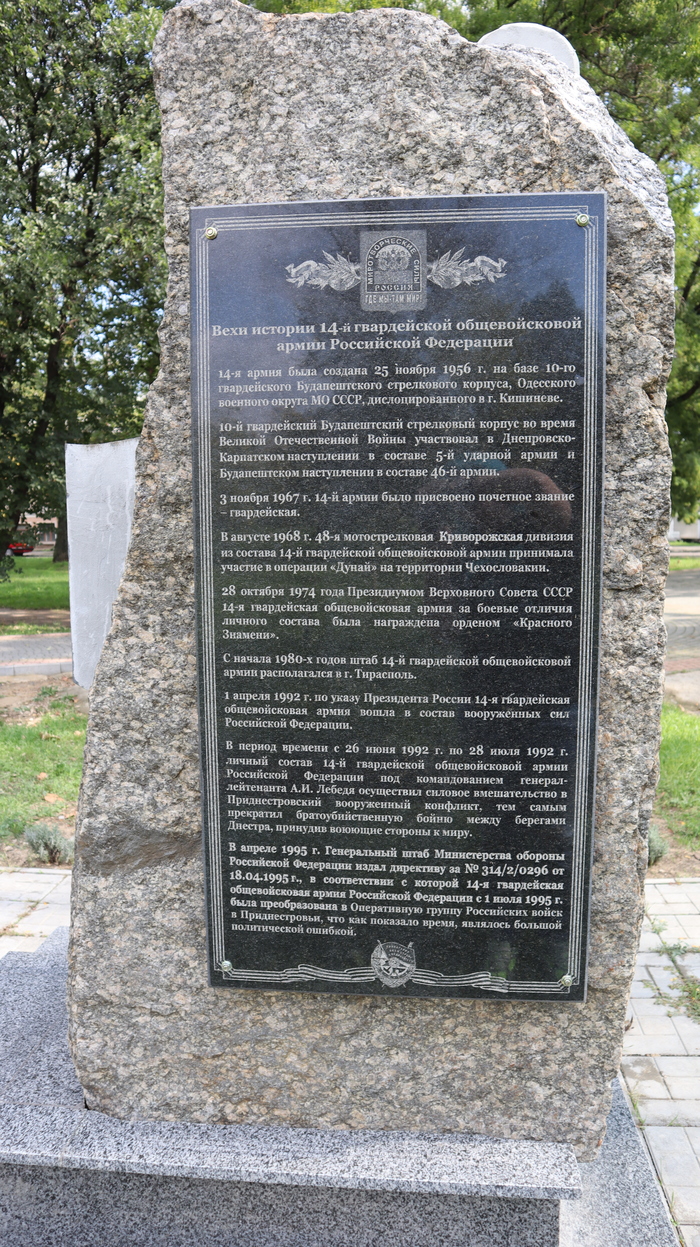 МИРОТВОРЧЕСКИЕ СИЛЫ
РОССИЯ
ГДЕ МЫ-ТАМ МИР!
Вехи истории 14-й гвардейской общевойсковой
армии Российской Федерации
14-я армия была создана 25 ноября 1956 г. на базе 10-го
гвардейского Будапештского стрелкового корпуса, Одесского
военного округа МО СССР, дислоцированного в г. Кишиневе.
10-й гвардейский Будапештский стрелковый корпус во время
Великой Отечественной Войны участвовал в Днепровско-
Карпатском наступлении в составе 5-й ударной армии и
Будапештском наступлении в составе 46-й армии.
3 ноября 1967 г. 14-й армии было присвоено почетное звание
– гвардейская.
В августе 1968 г. 48-я мотострелковая Криворожская дивизия
из состава 14-й гвардейской общевойсковой армии принимала
участие в операции «Дунай» на территории Чехословакии.
28 октября 1974 года Президиумом Верховного Совета СССР
14-я гвардейская общевойсковая армия за боевые отличия
личного состава была награждена орденом «Красного
Знамени».
С начала 1980-х годов штаб 14-й гвардейской общевойсковой
армии располагался в г. Тирасполь.
1 апреля 1992 г. по указу Президента России 14-я гвардейская
общевойсковая армия вошла в состав вооружённых сил
Российской Федерации.
В период времени с 26 июня 1992 г. по 28 июля 1992 г.
личный состав 14-й гвардейской общевойсковой армии
Российской Федерации под командованием генерал-
лейтенанта А.И. Лебедя осуществил силовое вмешательство в
Приднестровский вооруженный конфликт, тем самым
прекратил братоубийственную бойню между берегами
Днестра, принудив воюющие стороны к миру.
В апреле 1995 г. Генеральный штаб Министерства обороны
Российской Федерации издал директиву за № 314/2/0296 от
18.04.1995 г., в соответствии с которой 14-я гвардейская
общевойсковая армия Российской Федерации с 1 июля 1995 г.
была преобразована в Оперативную группу Российских войск
в Приднестровьи, что как показало время, являлось большой
политической ошибкой.